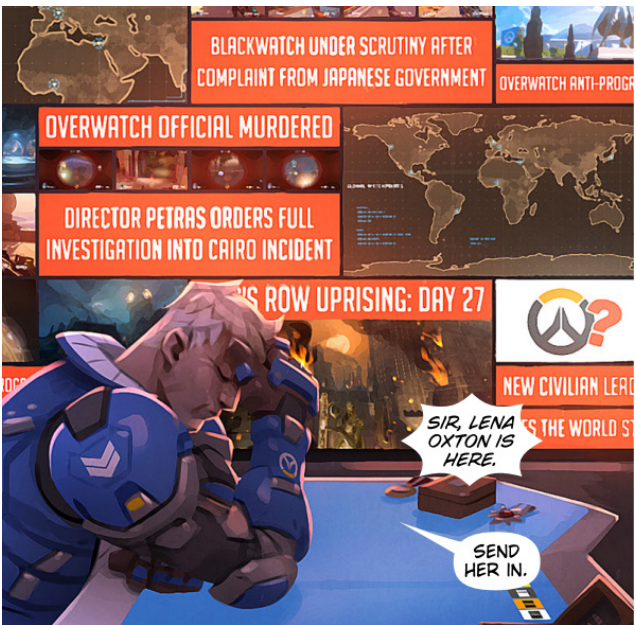 BLACKWATCH UNDER SCRUTINY AFTER
COMPLAINT FROM JAPANESE GOVERNMENT
OVERWATCH ANTI-PROGR
OVERWATCH OFFICIAL MURDERED
DIRECTOR PETRAS ORDERS FULL
INVESTIGATION INTO CAIRO INCIDENT
'S ROW UPRISING: DAY 27
?
NEW CIVILIAN LEAD
THE WORLD ST
SIR, LENA
OXTON IS
HERE.
SEND
HER IN.